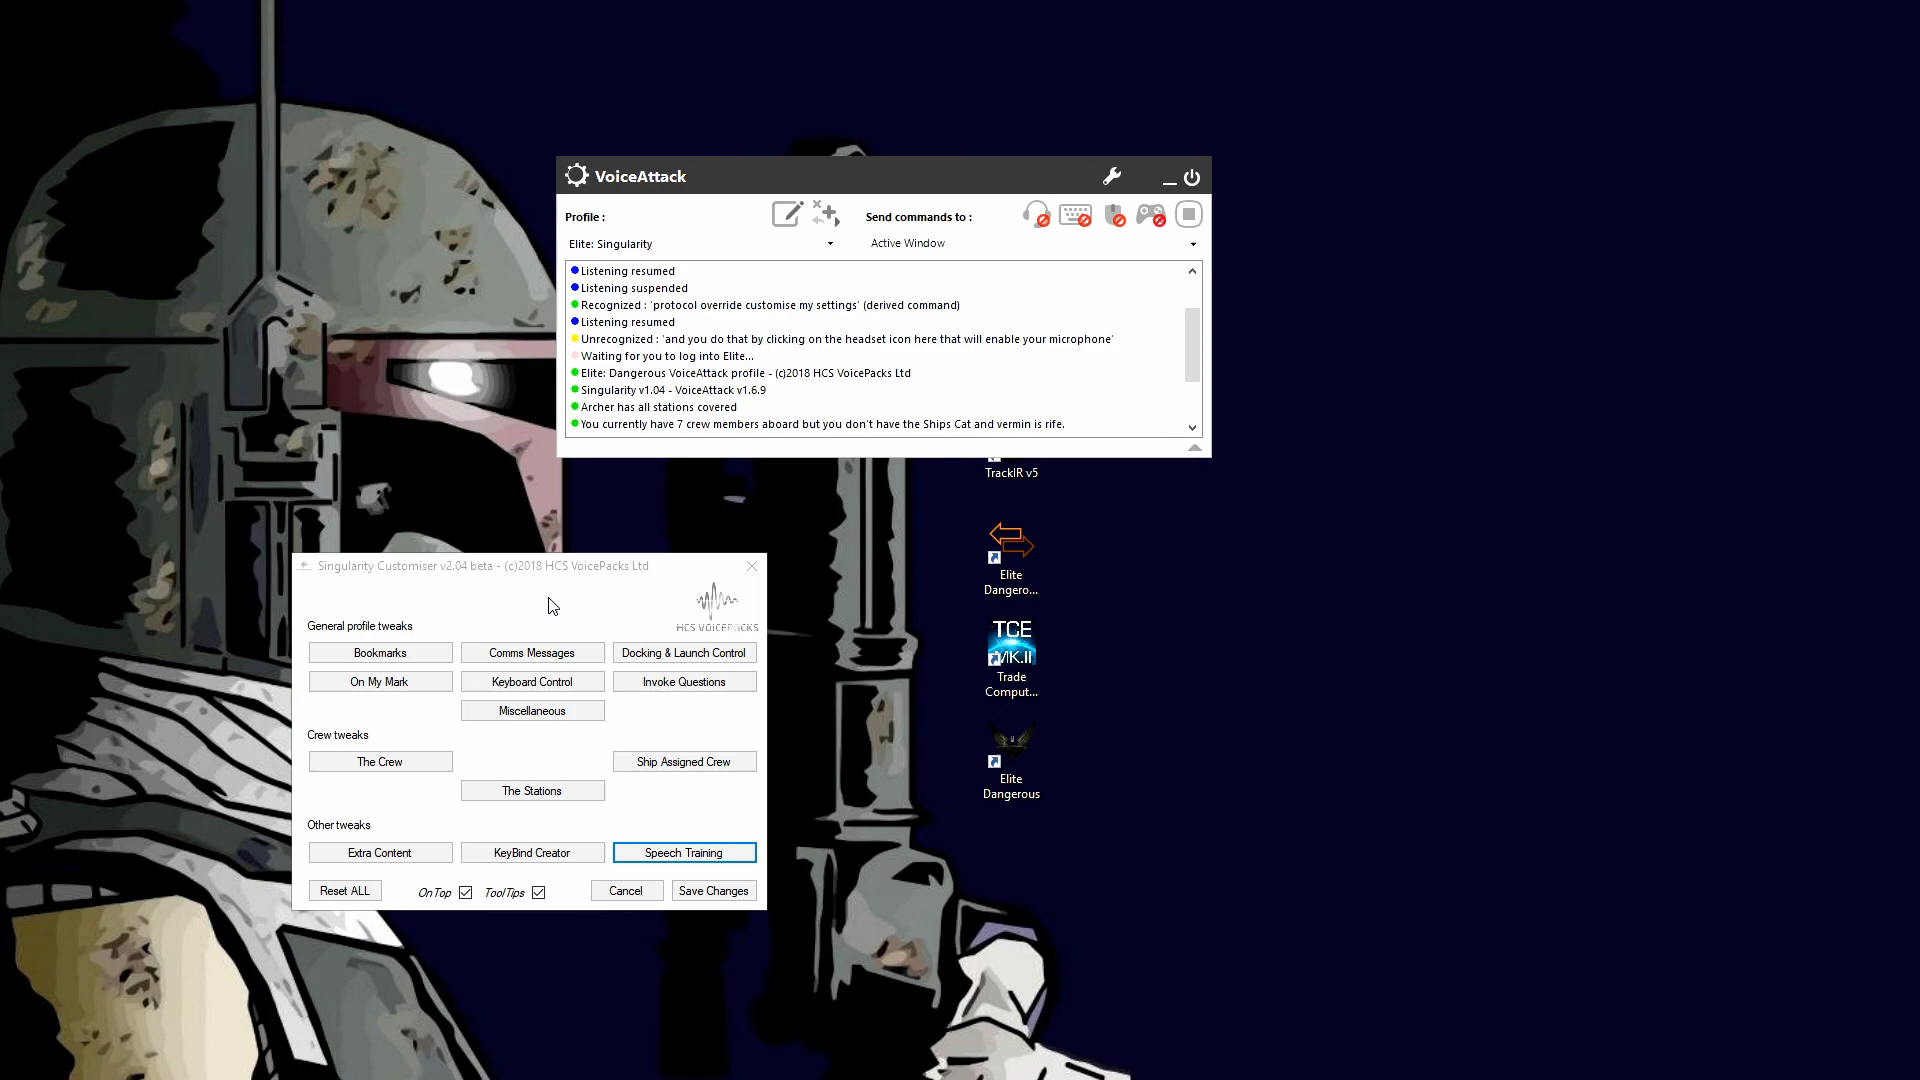 VoiceAttack
Profile :
Send commands to :
Elite: Singularity
Active Window
Listening resumed
Listening suspended
Recognized : 'protocol override customise my settings' (derived command)
Listening resumed
Unrecognized : 'and you do that by clicking on the headset icon here that will enable your microphone'
Waiting for you to log into Elite...
Elite: Dangerous VoiceAttack profile - (c)2018 HCS VoicePacks Ltd
Singularity v1.04 - VoiceAttack v1.6.9
Archer has all stations covered
You currently have 7 crew members aboard but you don't have the Ships Cat and vermin is rife.
TrackIR v5
Elite
Dangero...
TCE
MK.II
Trade
Comput...
Elite
Dangerous
Singularity Customiser v2.04 beta - (c)2018 HCS VoicePacks Ltd
HCS VOICEPACKS
General profile tweaks
Bookmarks
Comms Messages
Docking & Launch Control
On My Mark
Keyboard Control
Invoke Questions
Miscellaneous
Crew tweaks
The Crew
Ship Assigned Crew
The Stations
Other tweaks
Extra Content
KeyBind Creator
Speech Training
Reset ALL
OnTop
ToolTips
Cancel
Save Changes